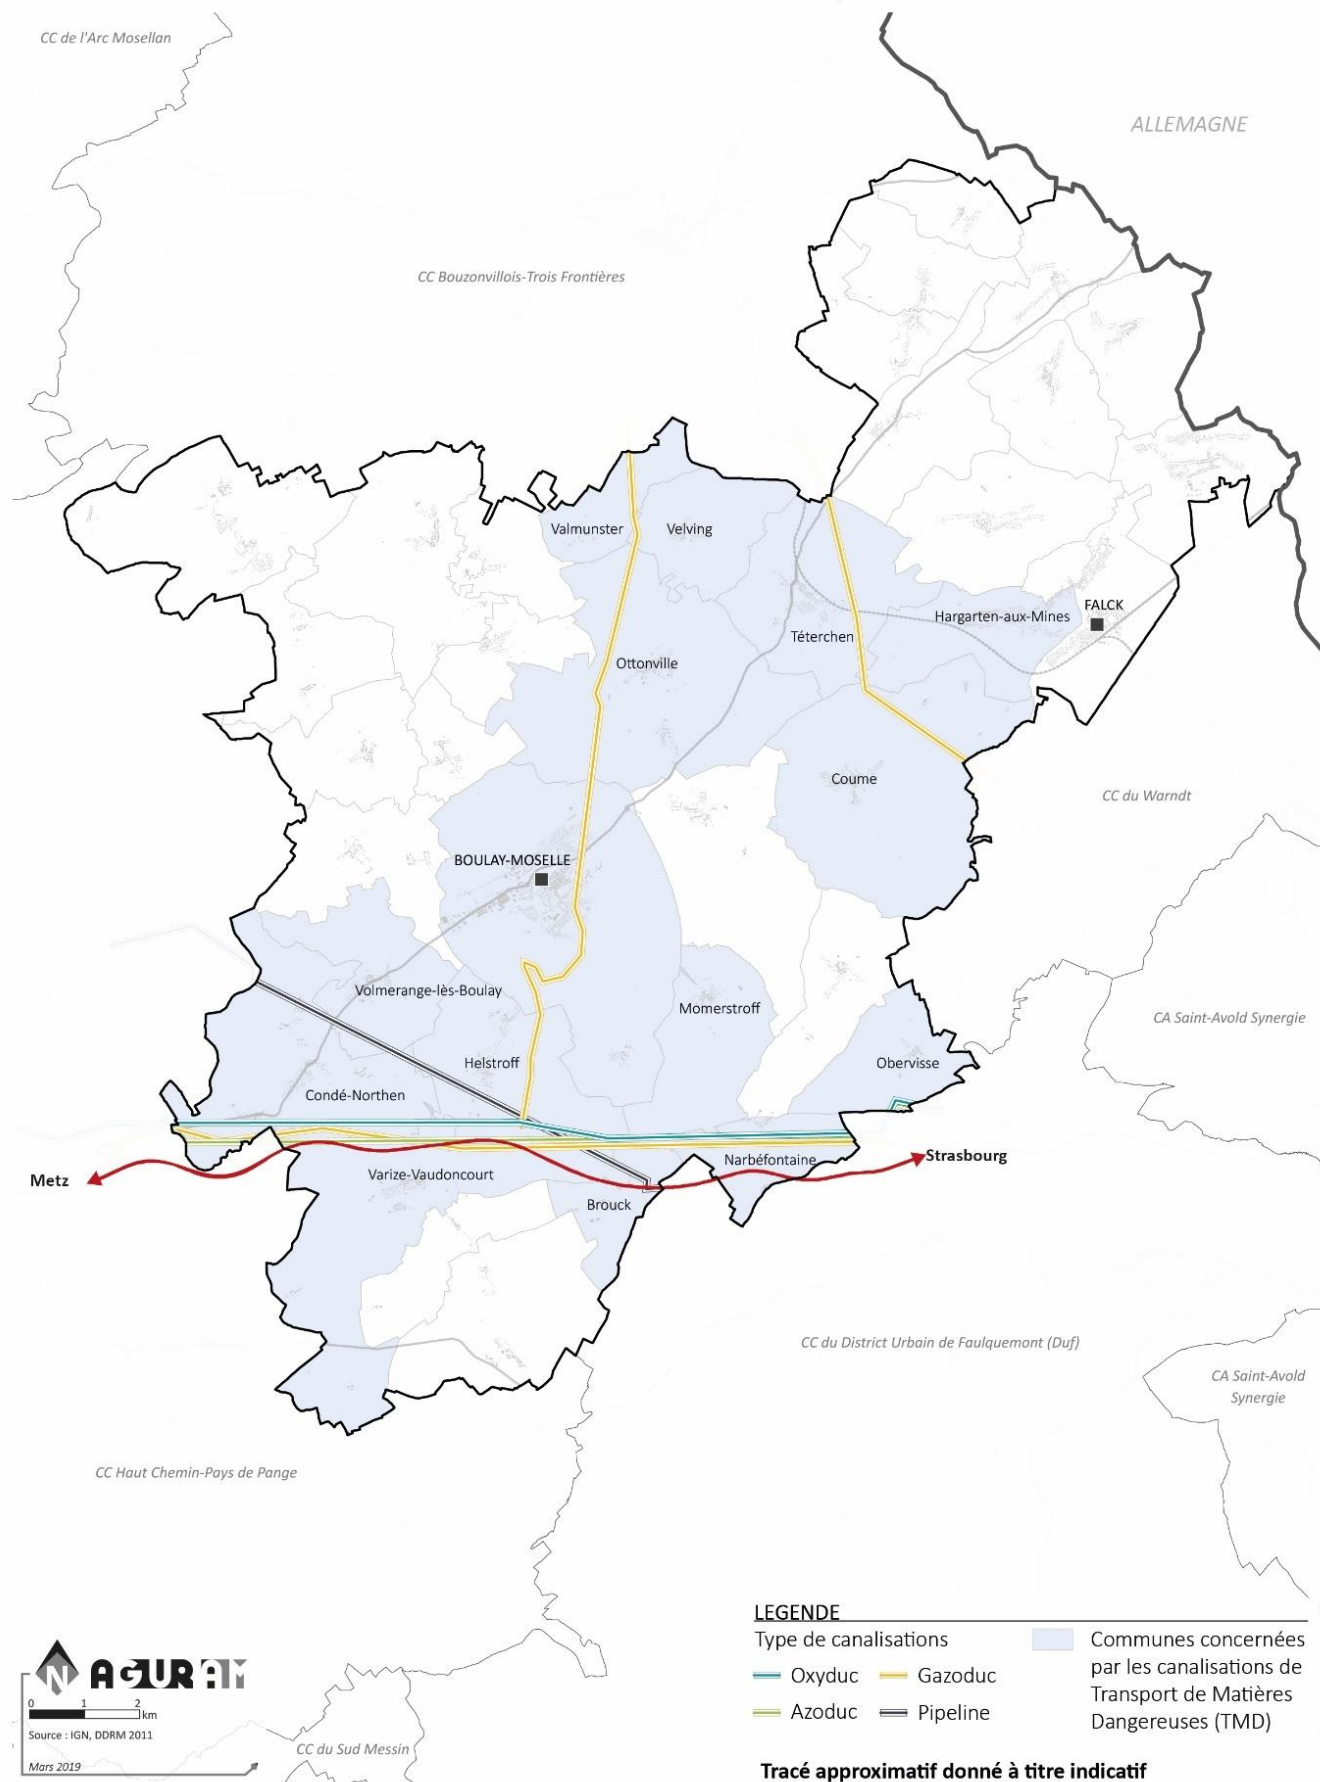 CC de l'Arc Mosellan
ALLEMAGNE
CC Bouzonvillois-Trois Frontières
Valmunster
Velving
FALCK
Hargarten-aux-Mines
Téterchen
Ottonville
Coume
CC du Warndt
BOULAY-MOSELLE
Volmerange-lès-Boulay
Momerstroff
CA Saint-Avold Synergie
Helstroff
Obervisse
Condé-Northen
Metz
Varize-Vaudoncourt
Narbéfontaine
Strasbourg
Brouck
CC du District Urbain de Faulquemont (Duf)
CA Saint-Avold
Synergie
CC Haut Chemin-Pays de Pange
CC du Sud Messin
N AGURAM
0 1 2
km
Source : IGN, DDRM 2011
Mars 2019
LEGENDE
Type de canalisations
Oxyduc
Gazoduc
Azoduc
Pipeline
Communes concernées
par les canalisations de
Transport de Matières
Dangereuses (TMD)
Tracé approximatif donné à titre indicatif